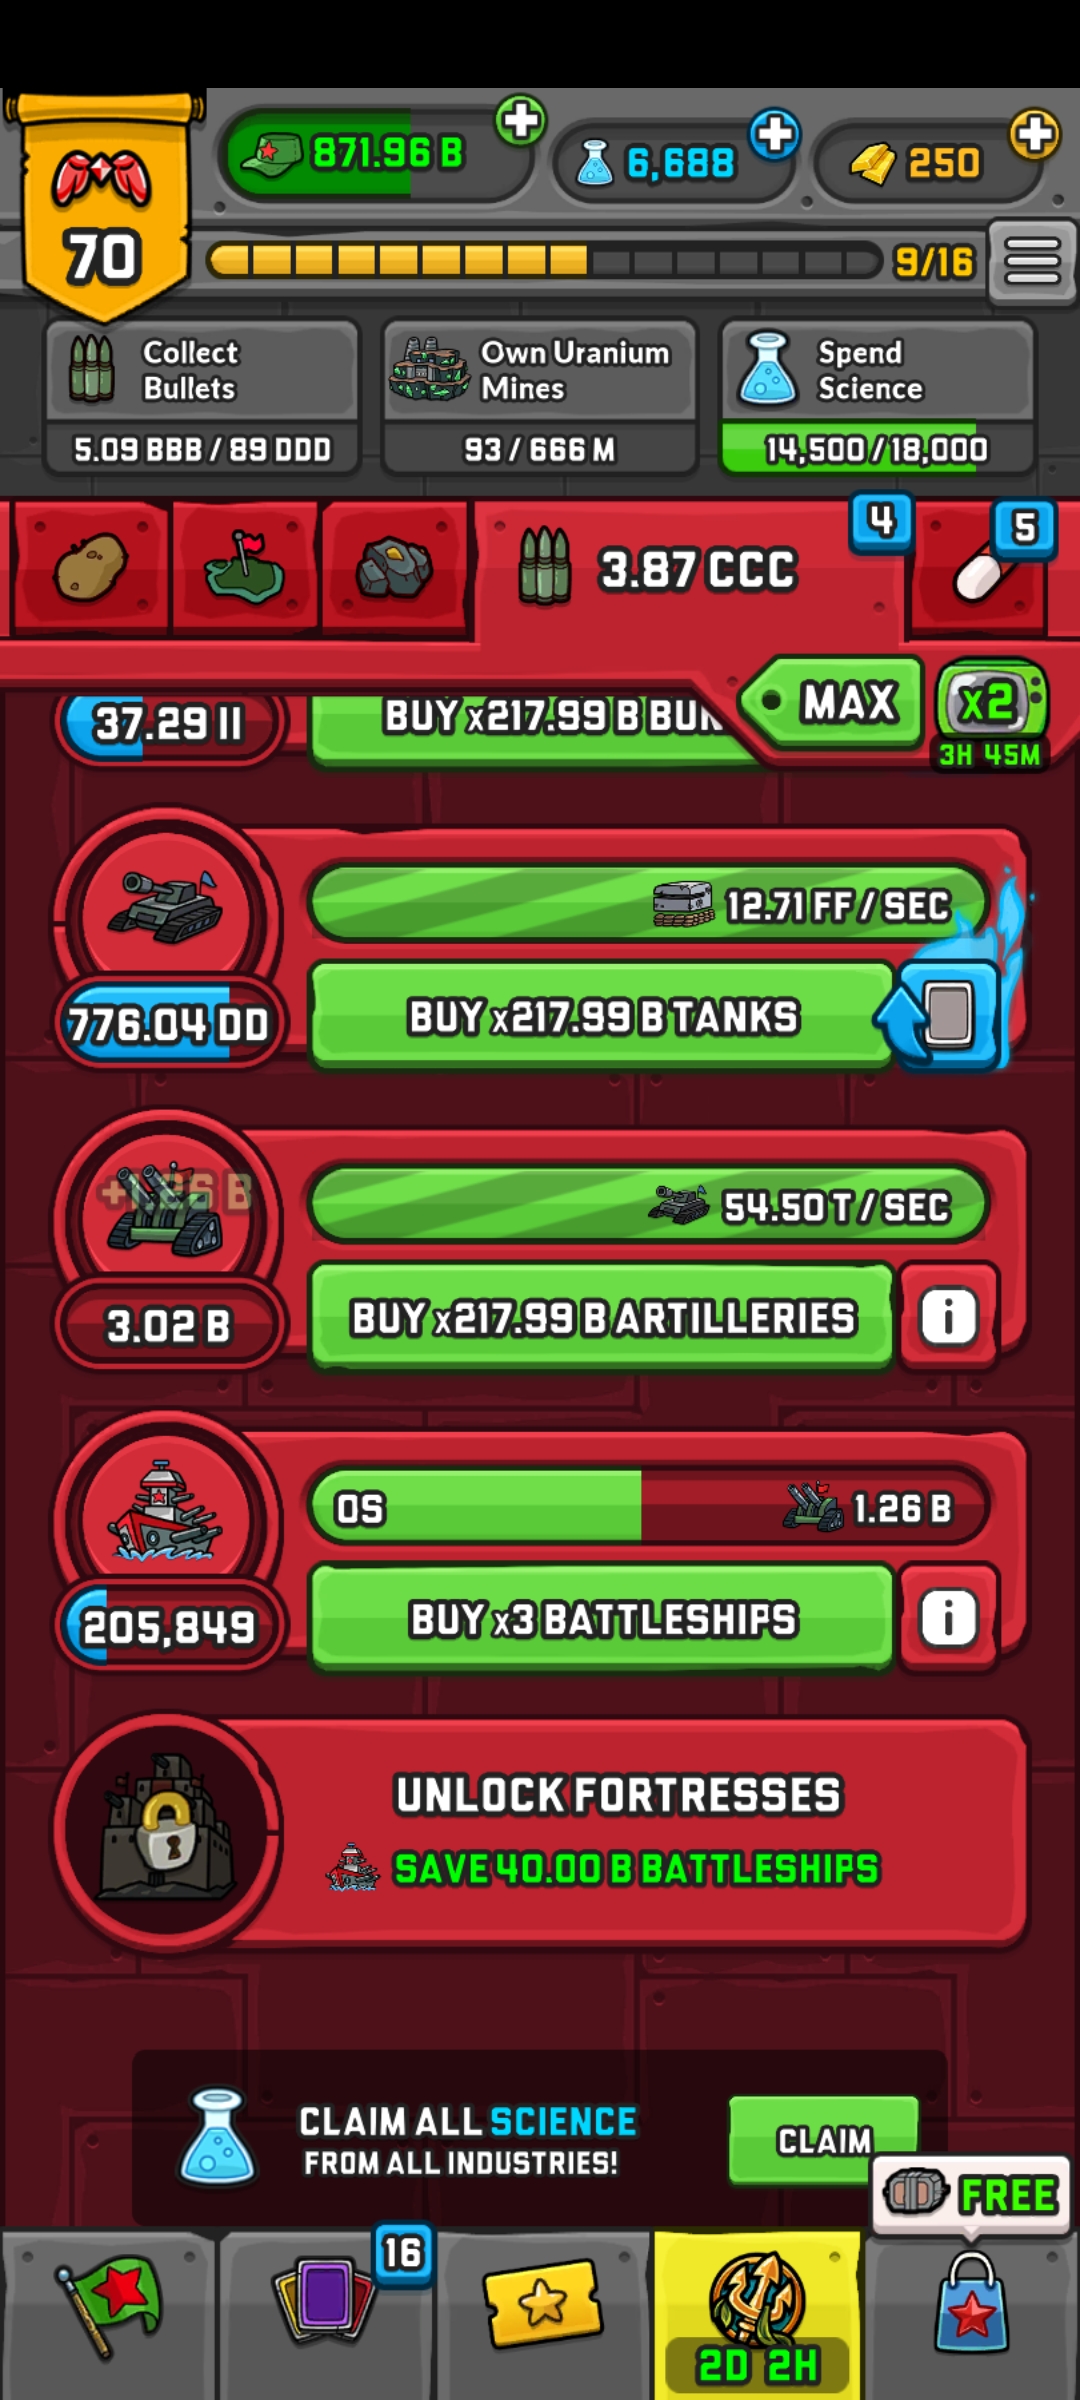 871.96 B
6,688
250
70
9/16
Collect
Bullets
5.09 BBB / 89 DDD
Own Uranium
Mines
93 / 666 M
Spend
Science
14,500/18,000
3.87 CCC
4
5
MAX
x2
3H 45M
37.29 II
BUY x217.99 B BUN
12.71 FF / SEC
776.04 DD
BUY x217.99 B TANKS
54.50 T / SEC
3.02 B
BUY x217.99 B ARTILLERIES
i
0S
1.26 B
205,849
BUY x3 BATTLESHIPS
i
UNLOCK FORTRESSES
SAVE 40.00 B BATTLESHIPS
CLAIM ALL SCIENCE
FROM ALL INDUSTRIES!
CLAIM
FREE
16
2D 2H